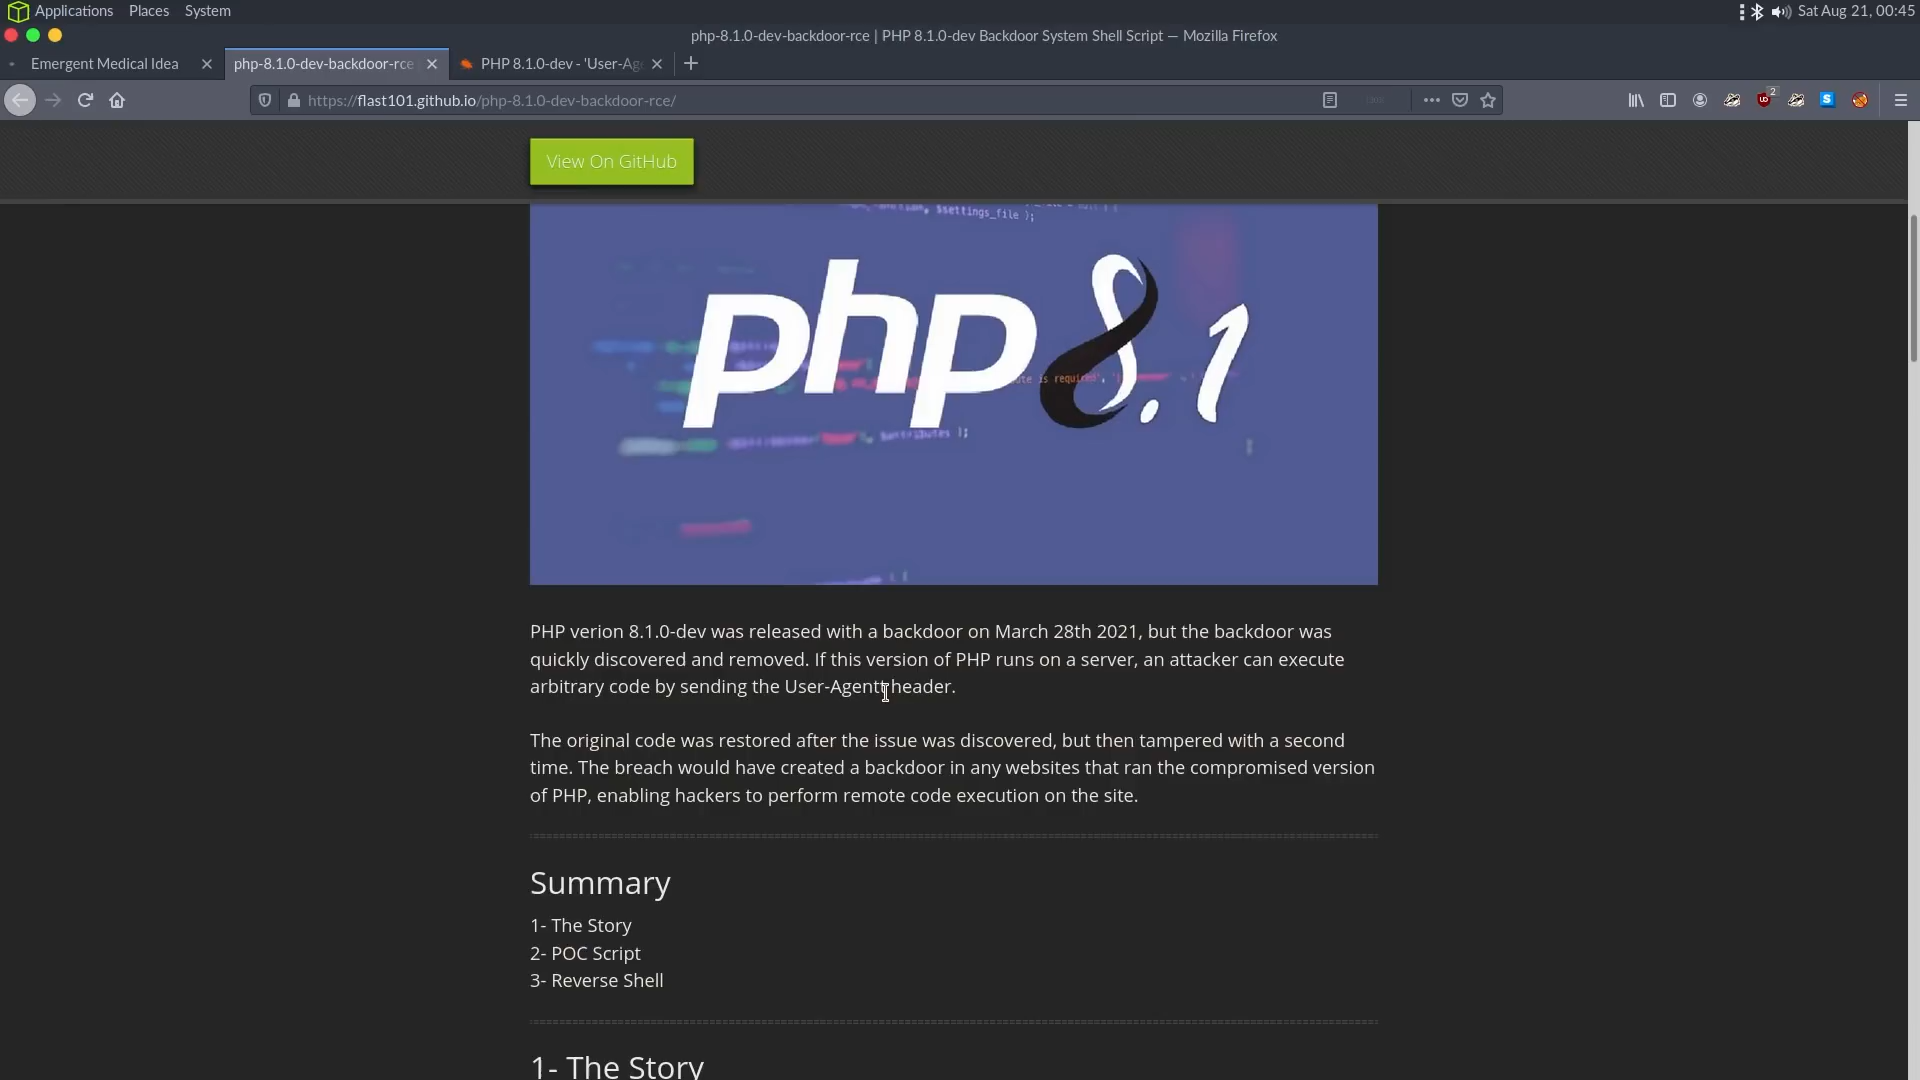 Applications Places System
Sat Aug 21, 00:45
php-8.1.0-dev-backdoor-rce | PHP 8.1.0-dev Backdoor System Shell Script — Mozilla Firefox
Emergent Medical Idea
php-8.1.0-dev-backdoor-rce
PHP 8.1.0-dev - 'User-Ag
https://flast101.github.io/php-8.1.0-dev-backdoor-rce/
2
View On GitHub
$settings_file );
php 8.1
ute is required', '
$attributes );
PHP verion 8.1.0-dev was released with a backdoor on March 28th 2021, but the backdoor was
quickly discovered and removed. If this version of PHP runs on a server, an attacker can execute
arbitrary code by sending the User-Agentt header.
The original code was restored after the issue was discovered, but then tampered with a second
time. The breach would have created a backdoor in any websites that ran the compromised version
of PHP, enabling hackers to perform remote code execution on the site.
Summary
1- The Story
2- POC Script
3- Reverse Shell
1- The Story